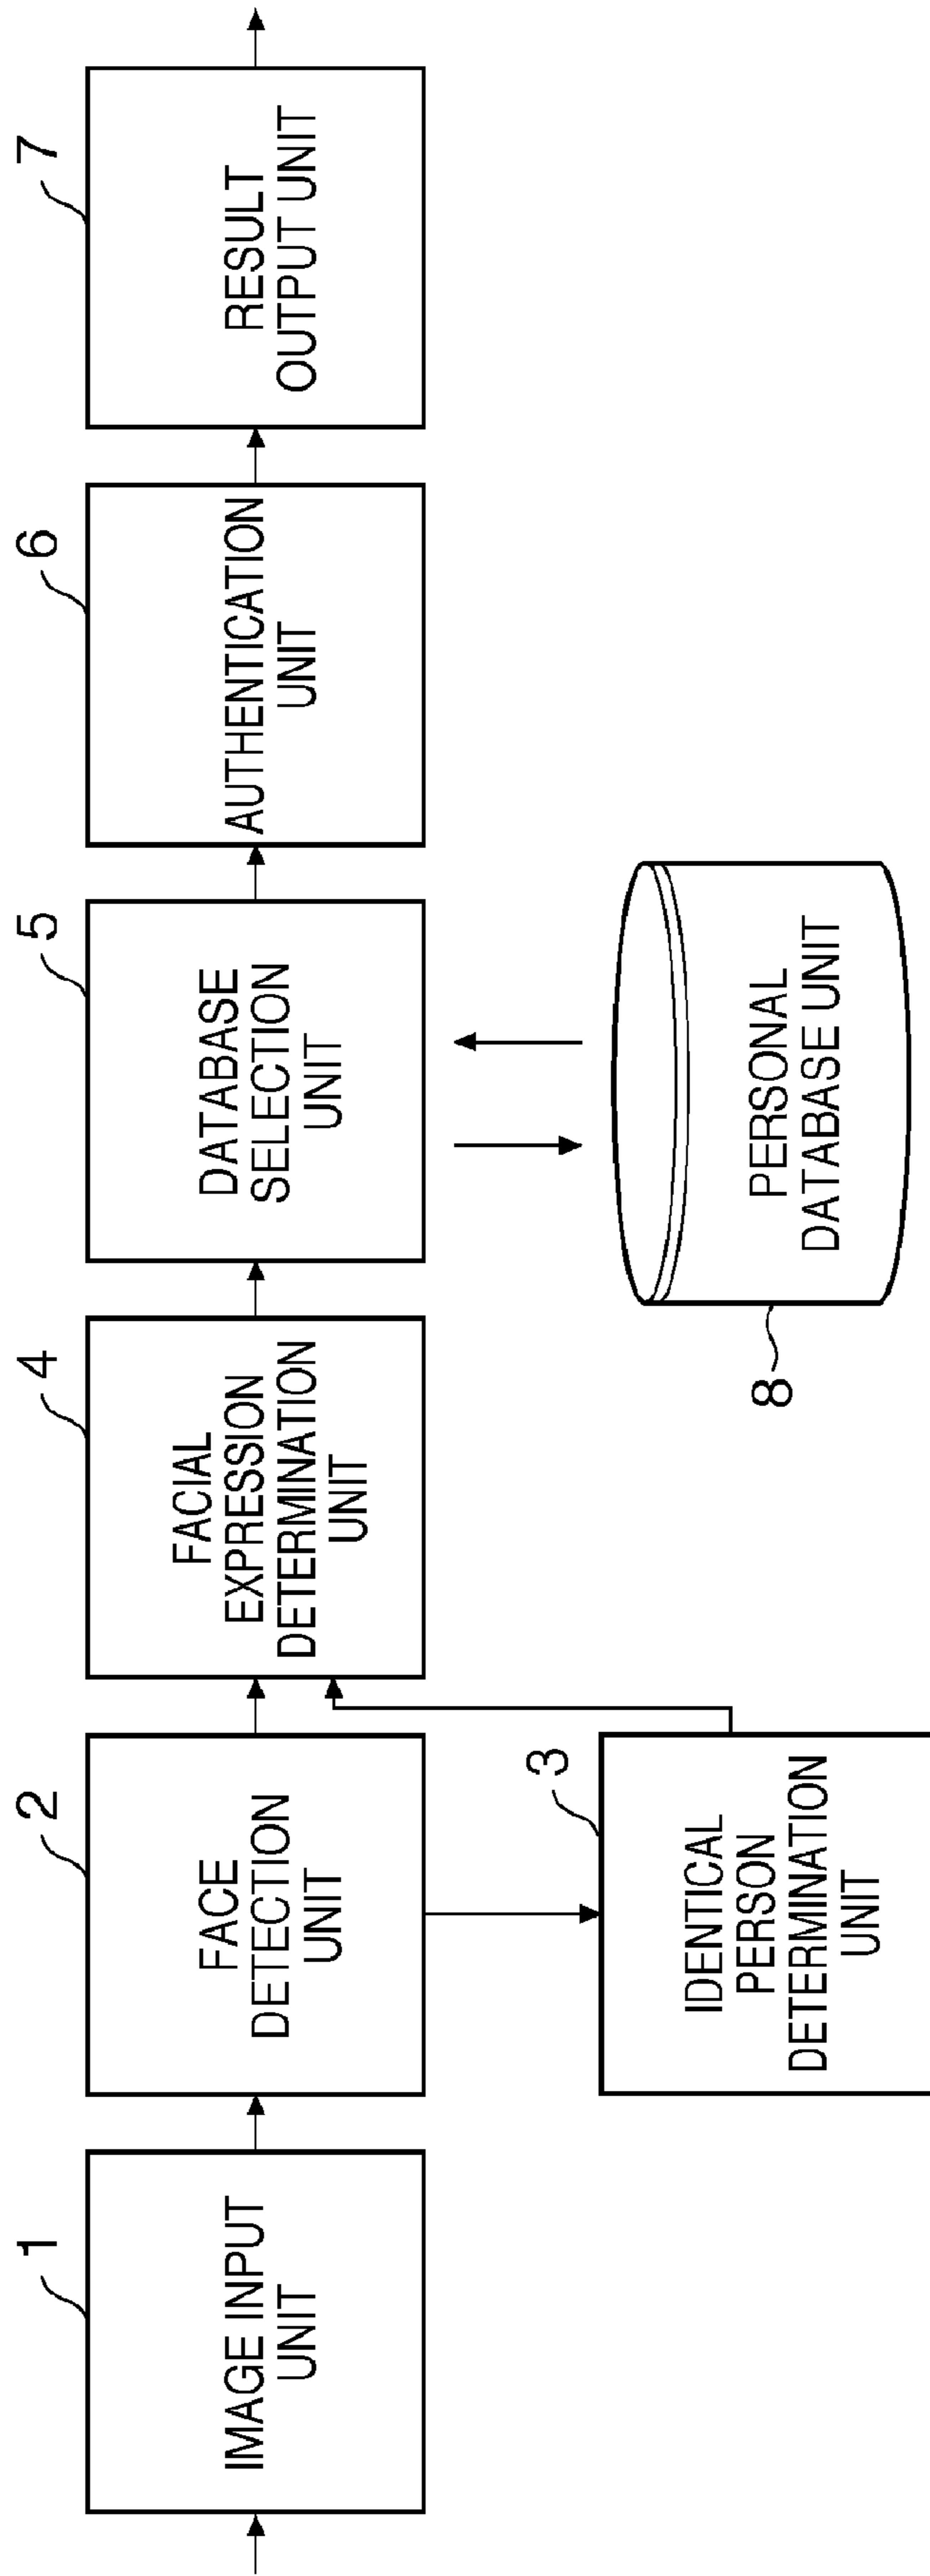 1
IMAGE INPUT
UNIT
2
FACE
DETECTION
UNIT
3
IDENTICAL
PERSON
DETERMINATION
UNIT
4
FACIAL
EXPRESSION
DETERMINATION
UNIT
5
DATABASE
SELECTION
UNIT
6
AUTHENTICATION
UNIT
7
RESULT
OUTPUT UNIT
8
PERSONAL
DATABASE UNIT